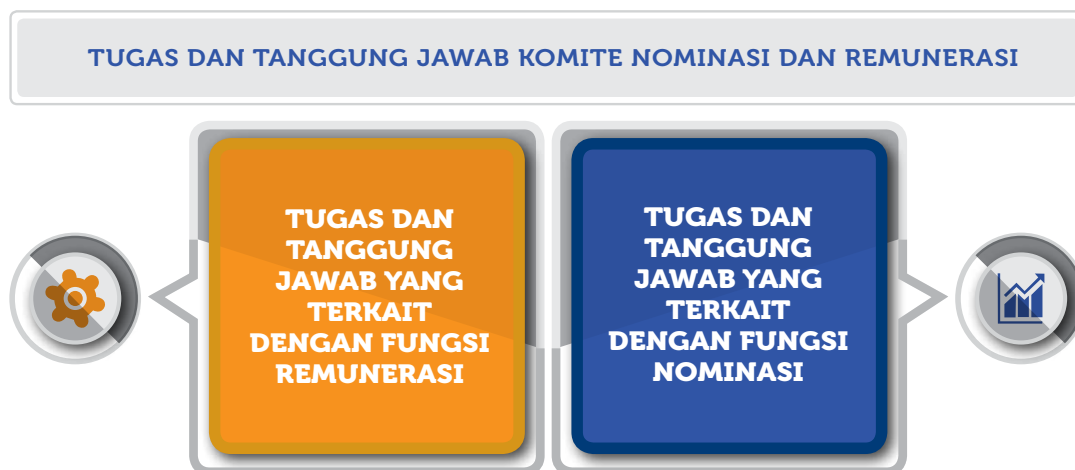 TUGAS DAN TANGGUNG JAWAB KOMITE NOMINASI DAN REMUNERASI
TUGAS DAN
TANGGUNG
JAWAB YANG
TERKAIT
DENGAN FUNGSI
REMUNERASI
TUGAS DAN
TANGGUNG
JAWAB YANG
TERKAIT
DENGAN FUNGSI
NOMINASI